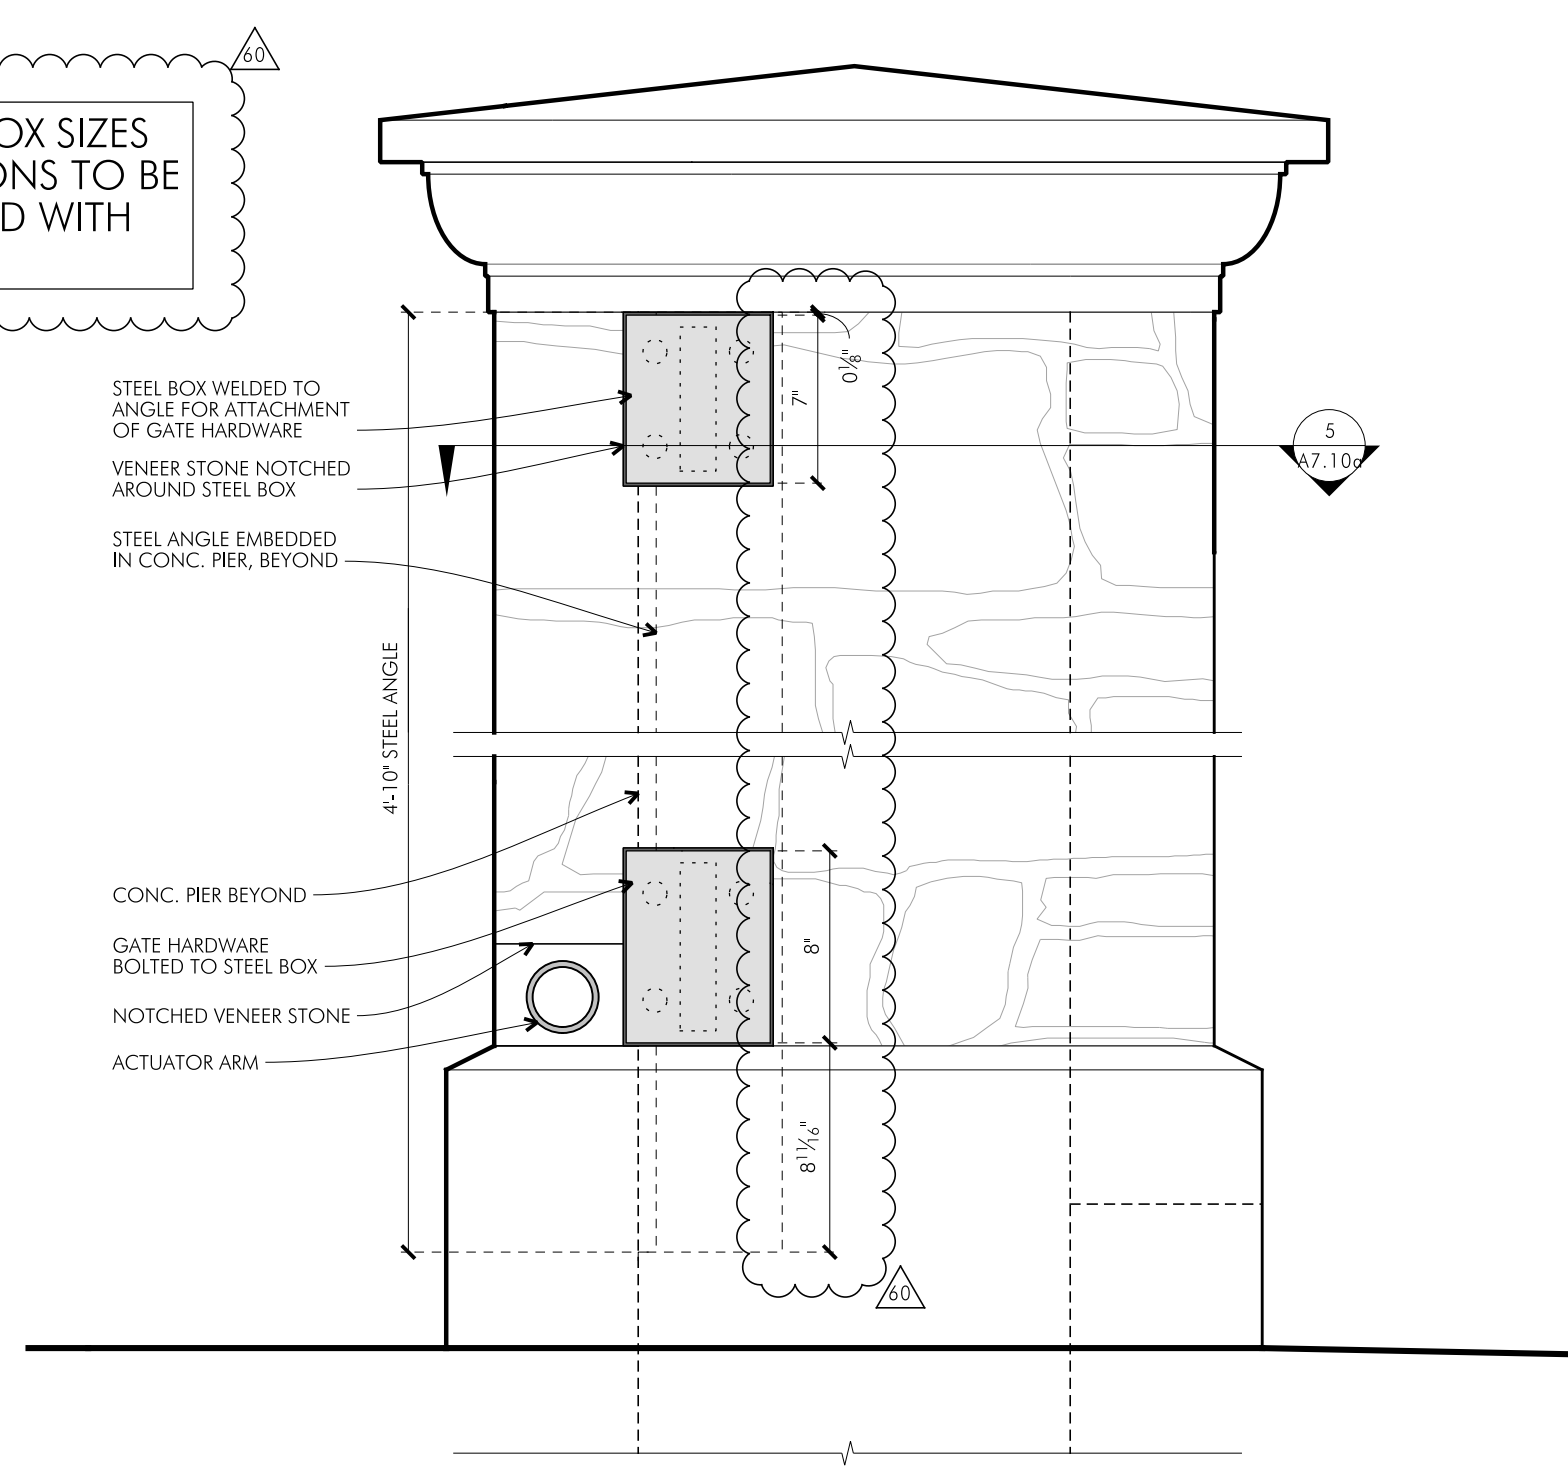 60
OX SIZES
ONS TO BE
D WITH
STEEL BOX WELDED TO
ANGLE FOR ATTACHMENT
OF GATE HARDWARE
VENEER STONE NOTCHED
AROUND STEEL BOX
STEEL ANGLE EMBEDDED
IN CONC. PIER, BEYOND
4'-10" STEEL ANGLE
CONC. PIER BEYOND
GATE HARDWARE
BOLTED TO STEEL BOX
NOTCHED VENEER STONE
ACTUATOR ARM
7"
0⅛"
8"
8 11/16"
5
A7.10a
60